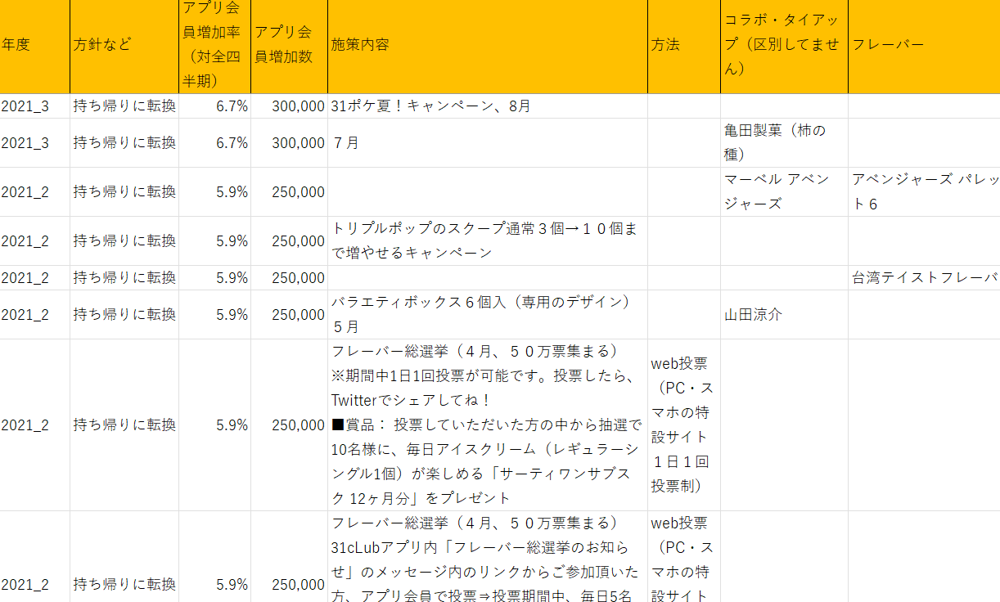 年度
方針など
アプリ会
員増加率
（対全四
半期）
アプリ会
員増加数
施策内容
方法
コラボ・タイアッ
プ（区別してませ
ん）
フレーバー
2021_3
持ち帰りに転換
6.7%
300,000
31ポケ夏！キャンペーン、8月
2021_3
持ち帰りに転換
6.7%
300,000
７月
亀田製菓（柿の
種）
2021_2
持ち帰りに転換
5.9%
250,000
マーベル アベン
ジャーズ
アベンジャーズ パレッ
ト６
2021_2
持ち帰りに転換
5.9%
250,000
トリプルポップのスクープ通常３個→１０個ま
で増やせるキャンペーン
2021_2
持ち帰りに転換
5.9%
250,000
台湾テイストフレーバ
2021_2
持ち帰りに転換
5.9%
250,000
バラエティボックス６個入（専用のデザイン）
５月
山田涼介
2021_2
持ち帰りに転換
5.9%
250,000
フレーバー総選挙（４月、５０万票集まる）
※期間中1日1回投票が可能です。投票したら、
Twitterでシェアしてね！
■賞品： 投票していただいた方の中から抽選で
10名様に、毎日アイスクリーム（レギュラーシ
ングル1個）が楽しめる「サーティワンサブス
ク 12ヶ月分」をプレゼント
web投票
（PC・ス
マホの特
設サイト
１日１回
投票制）
2021_2
持ち帰りに転換
5.9%
250,000
フレーバー総選挙（４月、５０万票集まる）
31cLubアプリ内「フレーバー総選挙のお知ら
せ」のメッセージ内のリンクからご参加頂いた
方、アプリ会員で投票⇒投票期間中、毎日5名
web投票
（PC・ス
マホの特
設サイト